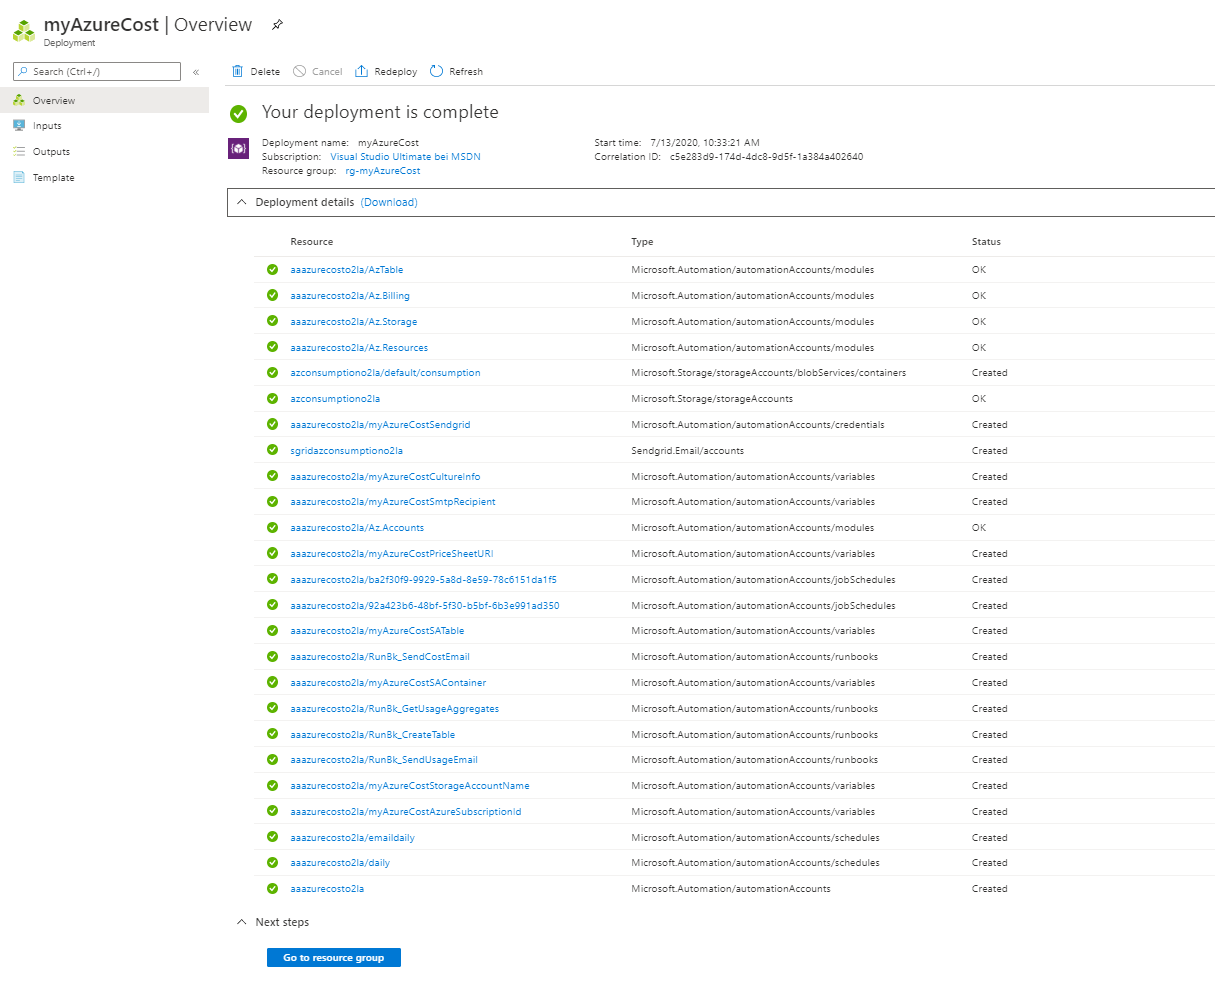 myAzureCost | Overview
Deployment
Search (Ctrl+/)
«
Delete Cancel Redeploy Refresh
Overview
Inputs
Outputs
Template
Your deployment is complete
Deployment name: myAzureCost
Subscription: Visual Studio Ultimate bei MSDN
Resource group: rg-myAzureCost
Start time: 7/13/2020, 10:33:21 AM
Correlation ID: c5e283d9-174d-4dc8-9d5f-1a384a402640
Deployment details (Download)
Resource Type Status
aaazurecosto2la/AzTable Microsoft.Automation/automationAccounts/modules OK
aaazurecosto2la/Az.Billing Microsoft.Automation/automationAccounts/modules OK
aaazurecosto2la/Az.Storage Microsoft.Automation/automationAccounts/modules OK
aaazurecosto2la/Az.Resources Microsoft.Automation/automationAccounts/modules OK
azconsumptiono2la/default/consumption Microsoft.Storage/storageAccounts/blobServices/containers Created
azconsumptiono2la Microsoft.Storage/storageAccounts OK
aaazurecosto2la/myAzureCostSendgrid Microsoft.Automation/automationAccounts/credentials Created
sgridazconsumptiono2la Sendgrid.Email/accounts Created
aaazurecosto2la/myAzureCostCultureInfo Microsoft.Automation/automationAccounts/variables Created
aaazurecosto2la/myAzureCostSmtpRecipient Microsoft.Automation/automationAccounts/variables Created
aaazurecosto2la/Az.Accounts Microsoft.Automation/automationAccounts/modules OK
aaazurecosto2la/myAzureCostPriceSheetURI Microsoft.Automation/automationAccounts/variables Created
aaazurecosto2la/ba2f30f9-9929-5a8d-8e59-78c6151da1f5 Microsoft.Automation/automationAccounts/jobSchedules Created
aaazurecosto2la/92a423b6-48bf-5f30-b5bf-6b3e991ad350 Microsoft.Automation/automationAccounts/jobSchedules Created
aaazurecosto2la/myAzureCostSATable Microsoft.Automation/automationAccounts/variables Created
aaazurecosto2la/RunBk_SendCostEmail Microsoft.Automation/automationAccounts/runbooks Created
aaazurecosto2la/myAzureCostSAContainer Microsoft.Automation/automationAccounts/variables Created
aaazurecosto2la/RunBk_GetUsageAggregates Microsoft.Automation/automationAccounts/runbooks Created
aaazurecosto2la/RunBk_CreateTable Microsoft.Automation/automationAccounts/runbooks Created
aaazurecosto2la/RunBk_SendUsageEmail Microsoft.Automation/automationAccounts/runbooks Created
aaazurecosto2la/myAzureCostStorageAccountName Microsoft.Automation/automationAccounts/variables Created
aaazurecosto2la/myAzureCostAzureSubscriptionId Microsoft.Automation/automationAccounts/variables Created
aaazurecosto2la/emaildaily Microsoft.Automation/automationAccounts/schedules Created
aaazurecosto2la/daily Microsoft.Automation/automationAccounts/schedules Created
aaazurecosto2la Microsoft.Automation/automationAccounts Created
Next steps
Go to resource group